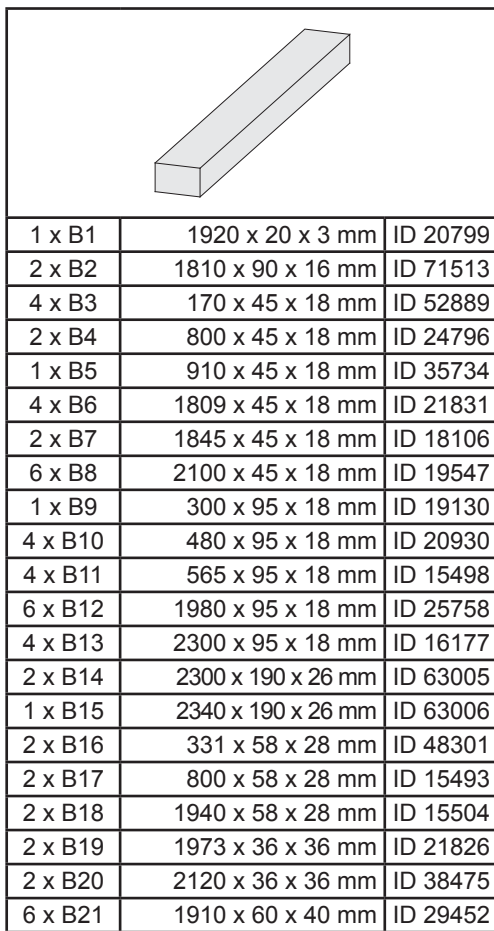 1 x B1 1920 x 20 x 3 mm ID 20799
2 x B2 1810 x 90 x 16 mm ID 71513
4 x B3 170 x 45 x 18 mm ID 52889
2 x B4 800 x 45 x 18 mm ID 24796
1 x B5 910 x 45 x 18 mm ID 35734
4 x B6 1809 x 45 x 18 mm ID 21831
2 x B7 1845 x 45 x 18 mm ID 18106
6 x B8 2100 x 45 x 18 mm ID 19547
1 x B9 300 x 95 x 18 mm ID 19130
4 x B10 480 x 95 x 18 mm ID 20930
4 x B11 565 x 95 x 18 mm ID 15498
6 x B12 1980 x 95 x 18 mm ID 25758
4 x B13 2300 x 95 x 18 mm ID 16177
2 x B14 2300 x 190 x 26 mm ID 63005
1 x B15 2340 x 190 x 26 mm ID 63006
2 x B16 331 x 58 x 28 mm ID 48301
2 x B17 800 x 58 x 28 mm ID 15493
2 x B18 1940 x 58 x 28 mm ID 15504
2 x B19 1973 x 36 x 36 mm ID 21826
2 x B20 2120 x 36 x 36 mm ID 38475
6 x B21 1910 x 60 x 40 mm ID 29452